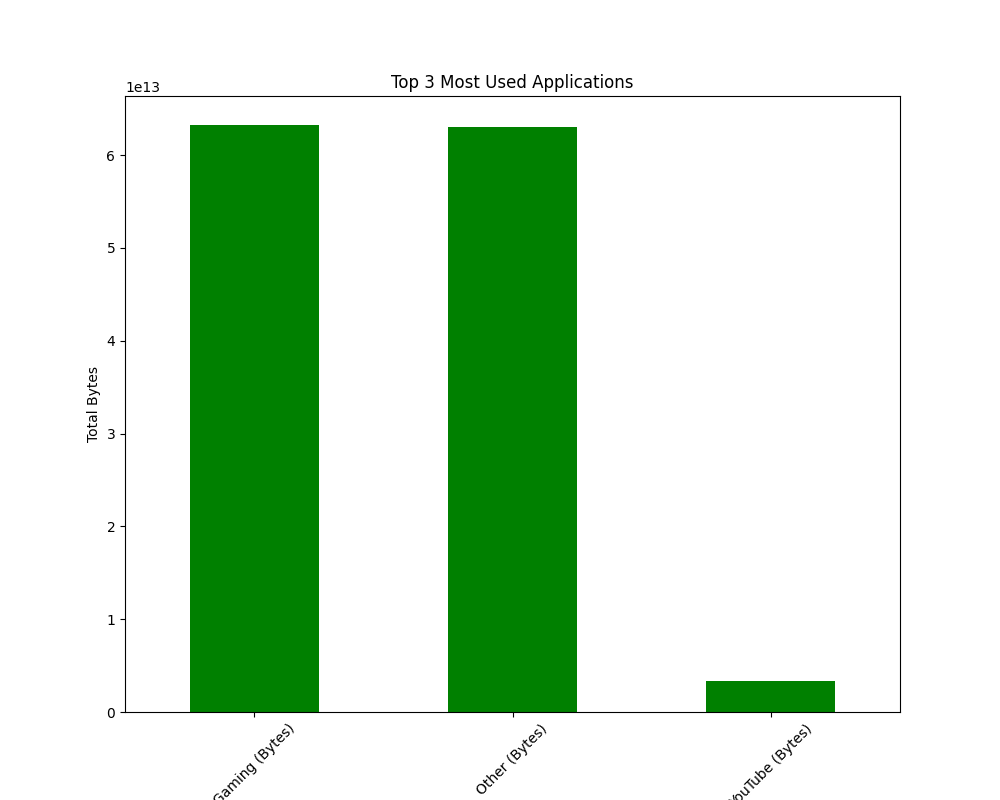 Top 3 Most Used Applications
1e13
6
5
4
3
2
1
0
Total Bytes
Gaming (Bytes)
Other (Bytes)
YouTube (Bytes)